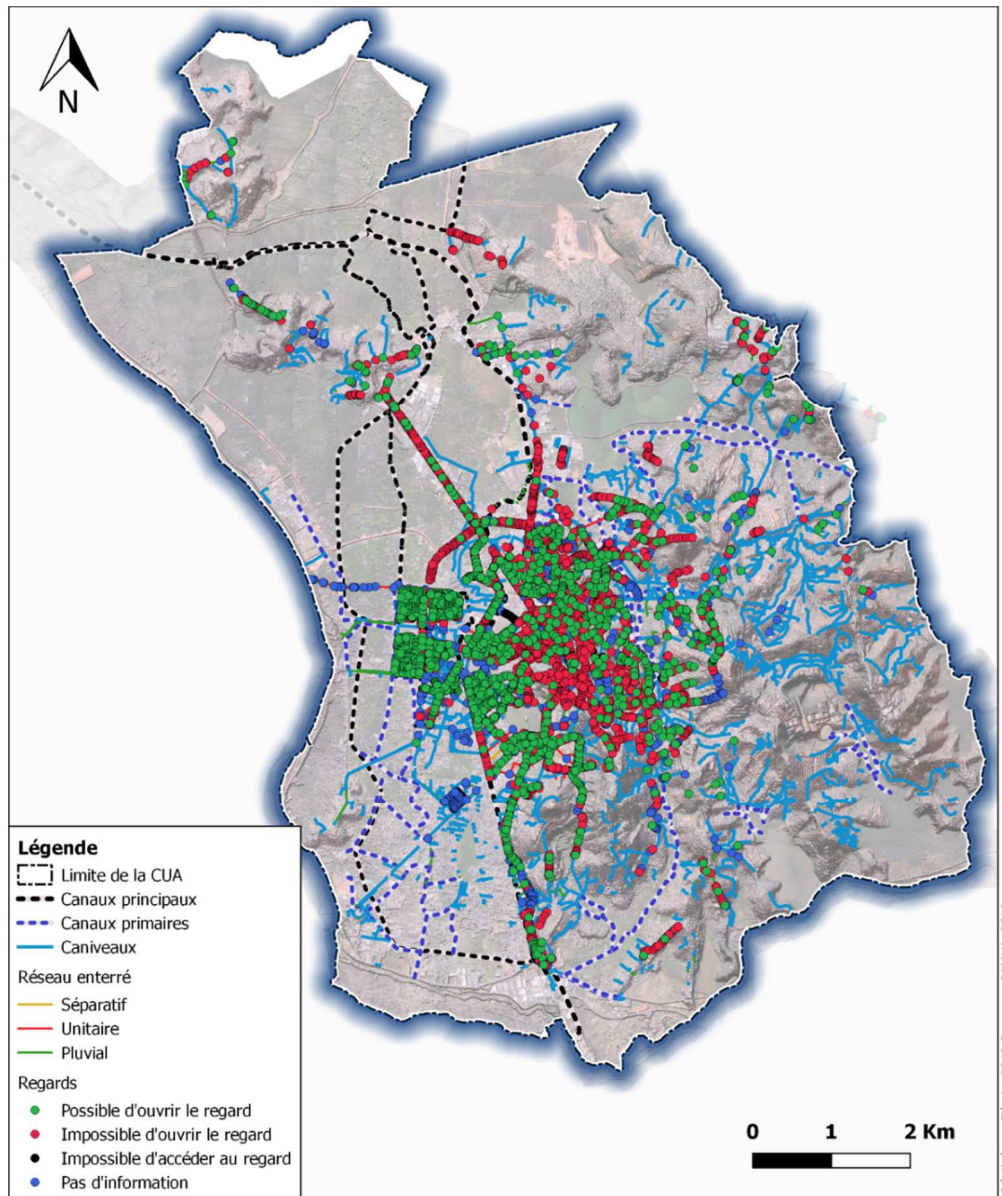 N
Légende
Limite de la CUA
Canaux principaux
Canaux primaires
Caniveaux
Réseau enterré
Séparatif
Unitaire
Pluvial
Regards
Possible d'ouvrir le regard
Impossible d'ouvrir le regard
Impossible d'accéder au regard
Pas d'information
0 1 2 Km